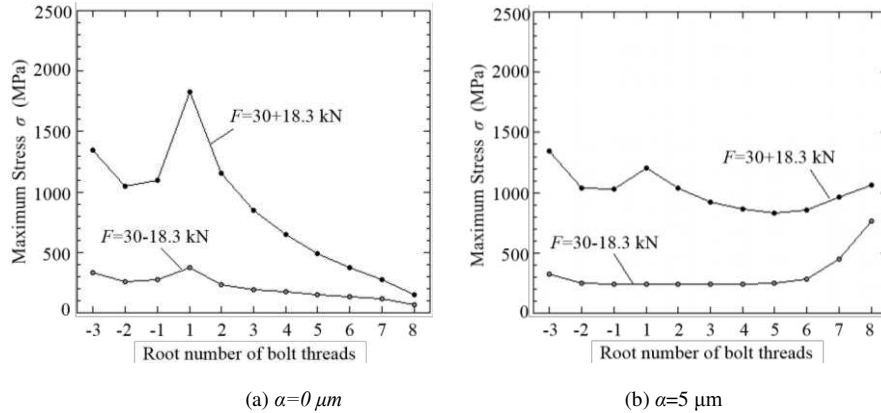 2500
2000
1500
1000
500
0
Maximum Stress σ (MPa)
F=30+18.3 kN
F=30-18.3 kN
-3 -2 -1 1 2 3 4 5 6 7 8
Root number of bolt threads
(a) α=0 μm
2500
2000
1500
1000
500
0
Maximum Stress σ (MPa)
F=30+18.3 kN
F=30-18.3 kN
-3 -2 -1 1 2 3 4 5 6 7 8
Root number of bolt threads
(b) α=5 μm